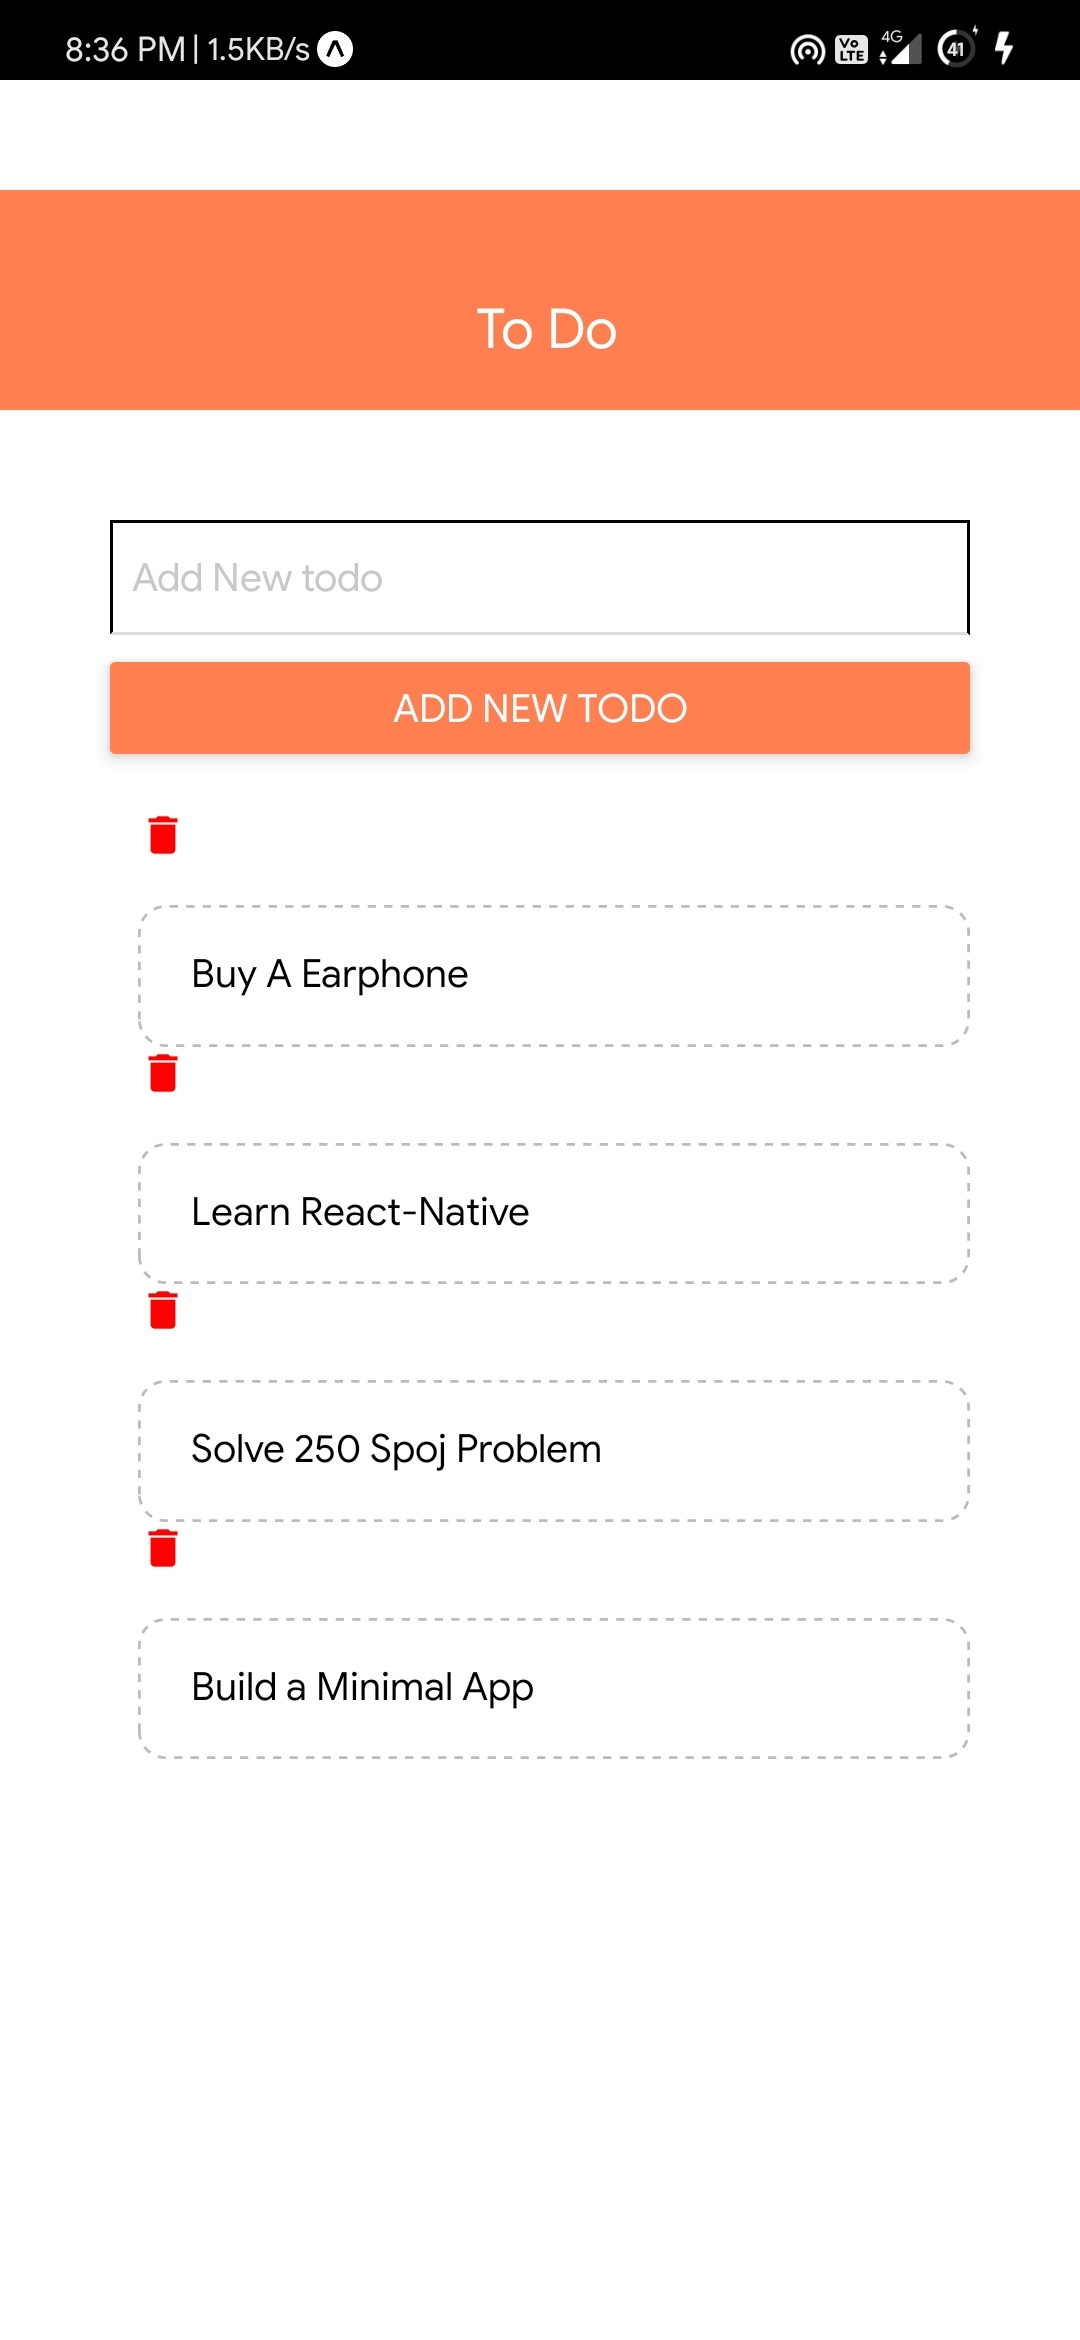 8:36 PM | 1.5KB/s
Vo LTE 4G 41
To Do
Add New todo
ADD NEW TODO
Buy A Earphone
Learn React-Native
Solve 250 Spoj Problem
Build a Minimal App